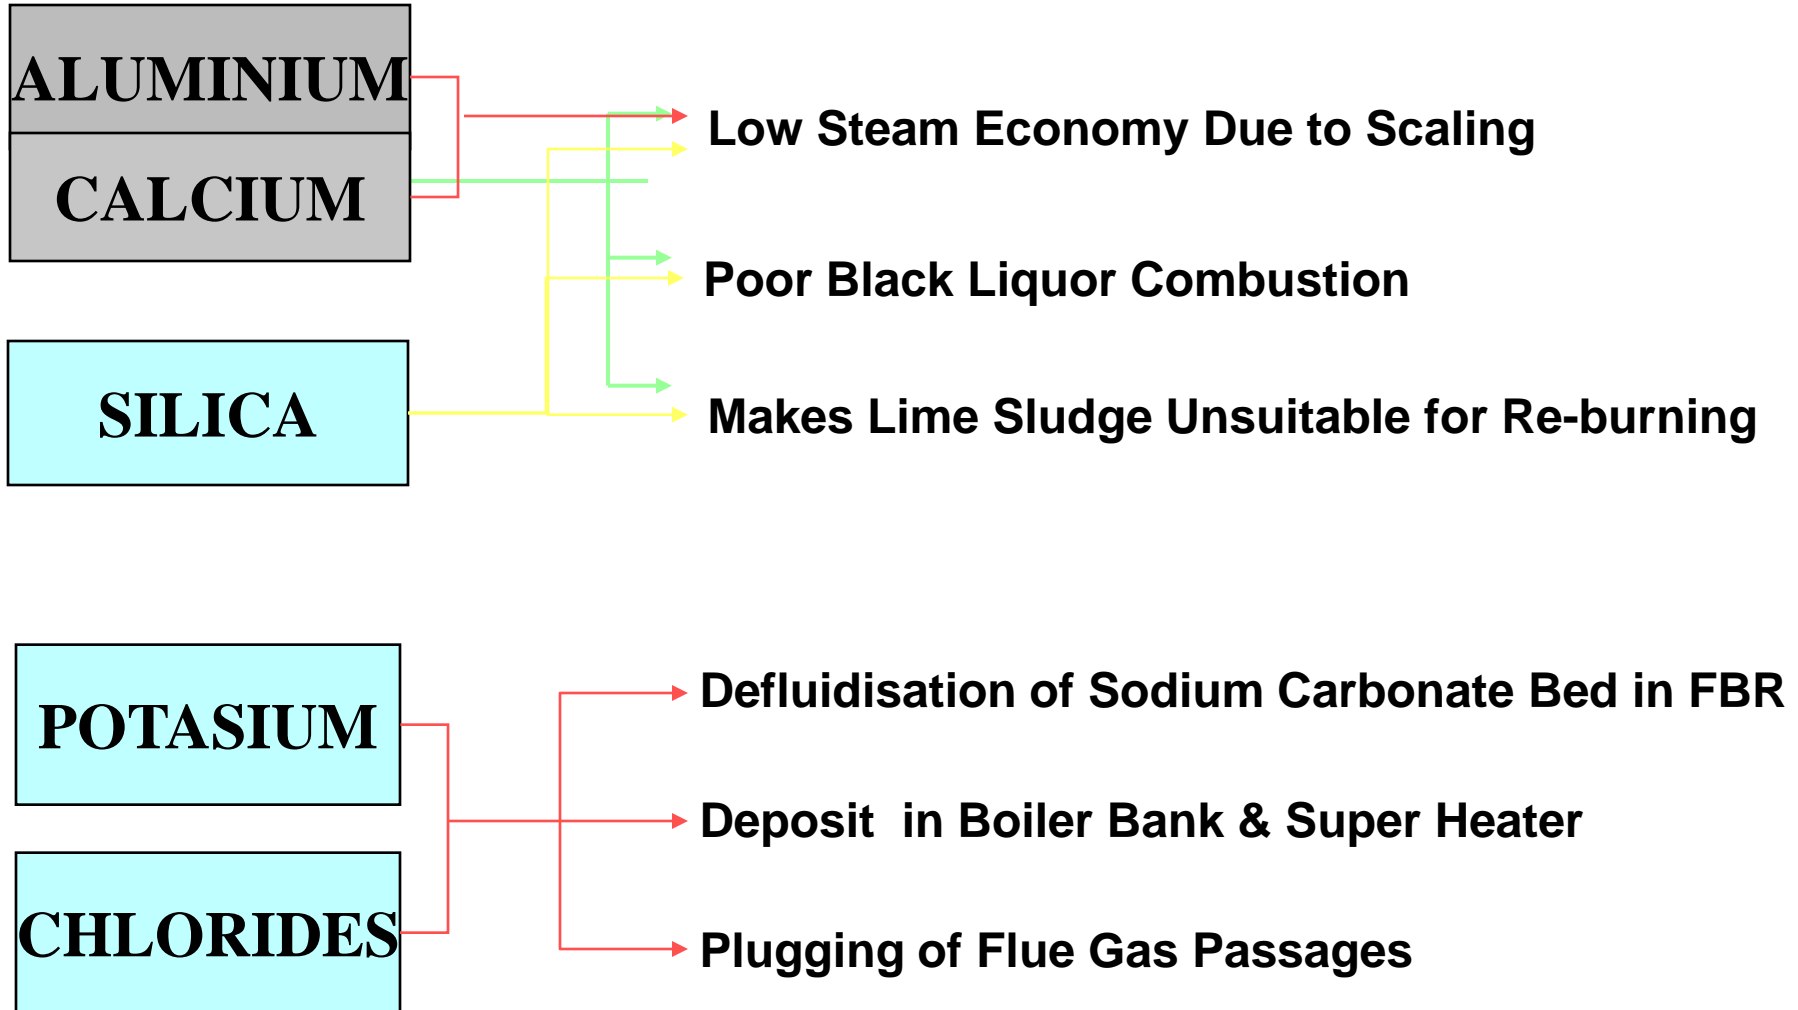 ALUMINIUM
CALCIUM
SILICA
Low Steam Economy Due to Scaling
Poor Black Liquor Combustion
Makes Lime Sludge Unsuitable for Re-burning
POTASIUM
CHLORIDES
Defluidisation of Sodium Carbonate Bed in FBR
Deposit  in Boiler Bank & Super Heater
Plugging of Flue Gas Passages